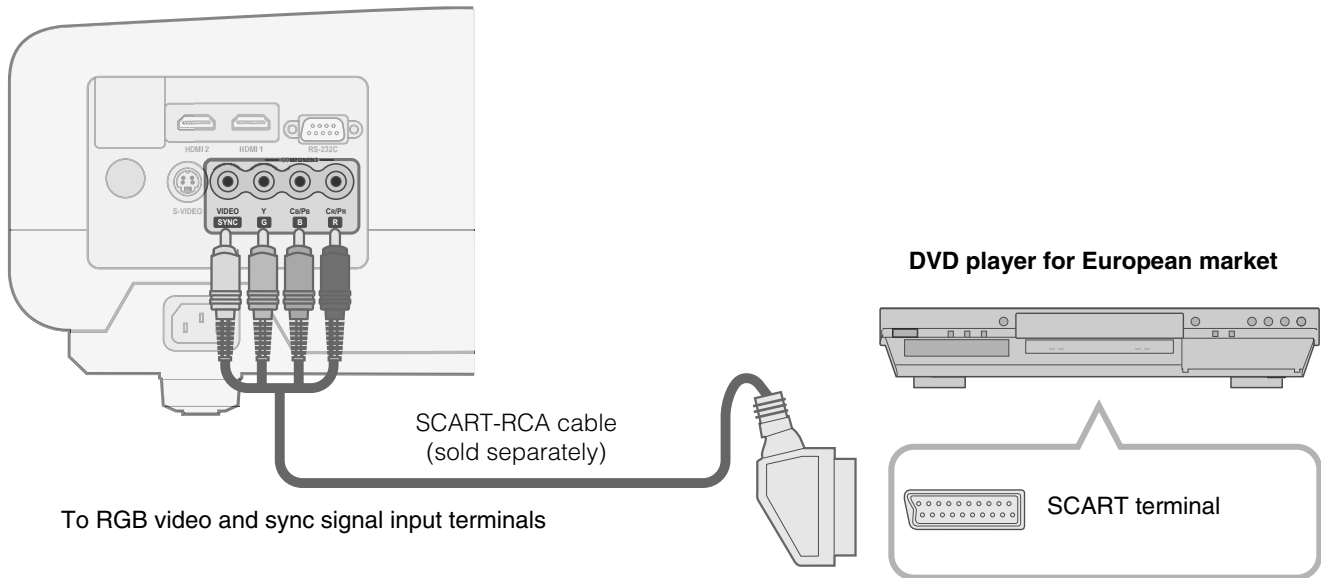 HDMI 2 HDMI 1 RS-232C
COMPONENT
S-VIDEO VIDEO Y CB/PB CR/PR
SYNC G B R
DVD player for European market
SCART-RCA cable
(sold separately)
To RGB video and sync signal input terminals
SCART terminal